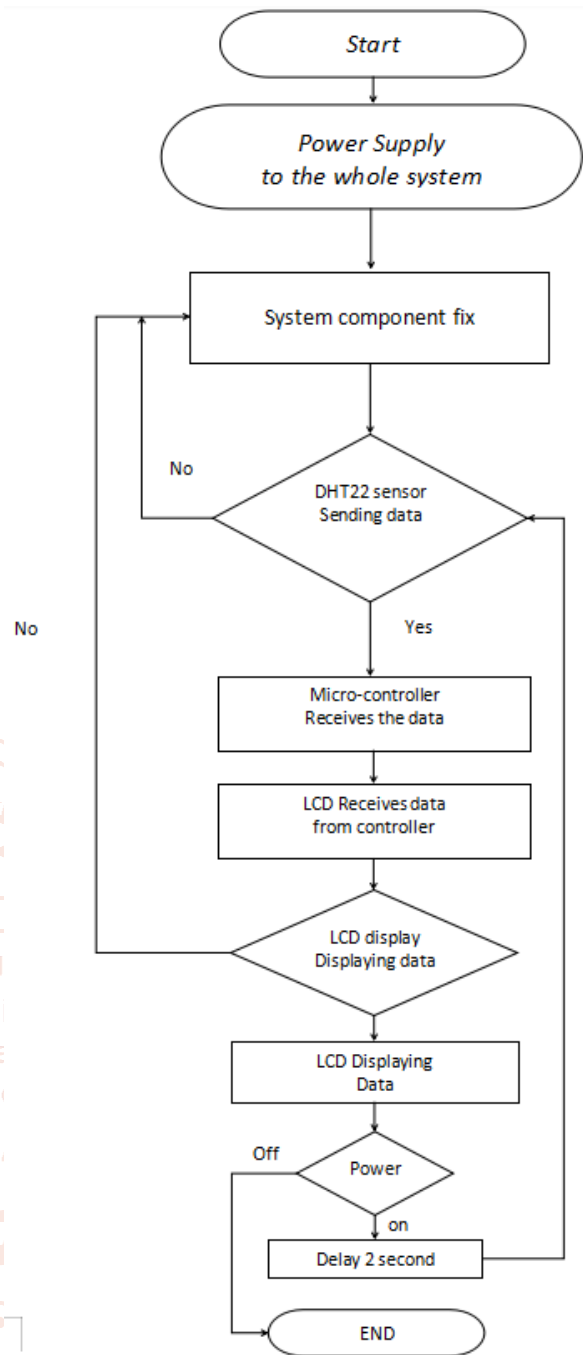 Start
Power Supply
to the whole system
System component fix
No
DHT22 sensor
Sending data
No
Yes
Micro-controller
Receives the data
LCD Receives data
from controller
LCD display
Displaying data
LCD Displaying
Data
Off
Power
on
Delay 2 second
END